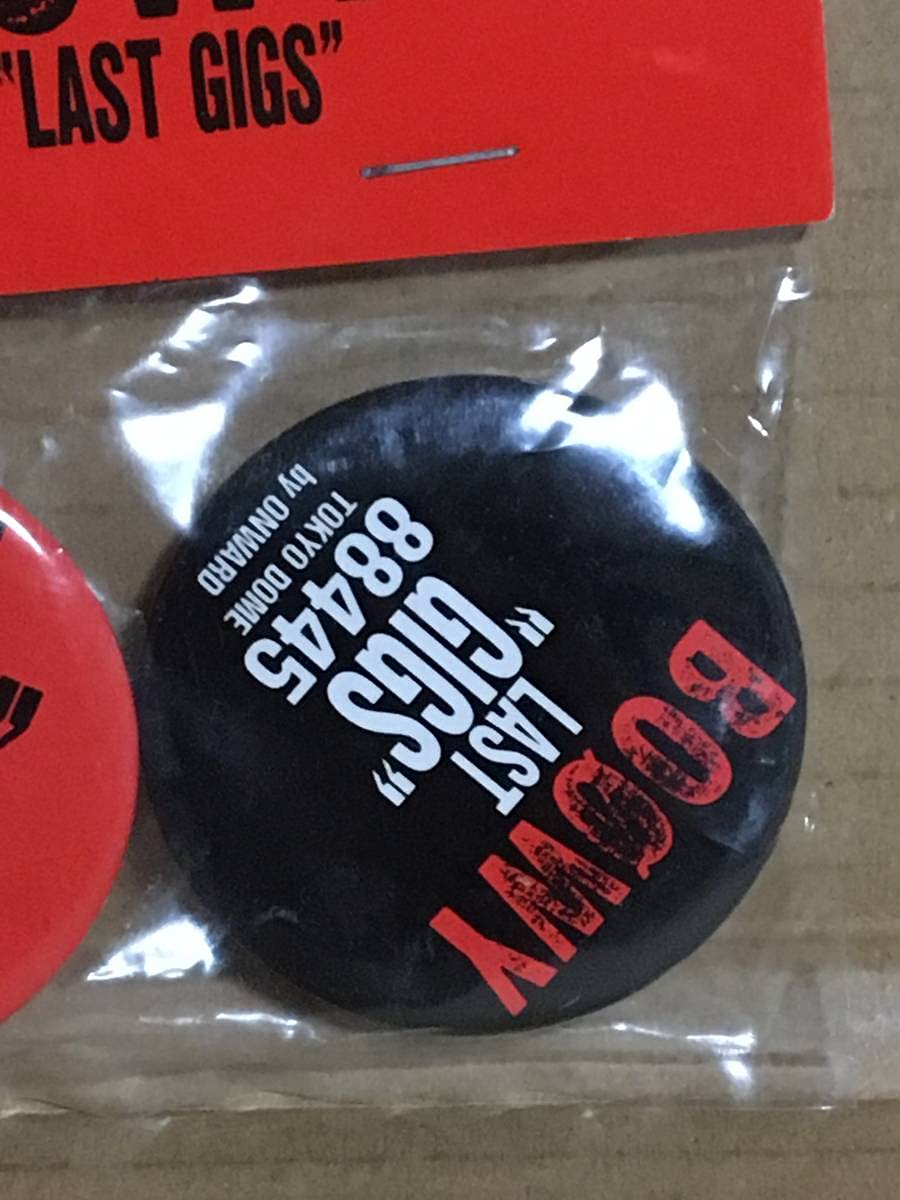 "LAST GIGS"
BOØWY
LAST
"GIGS"
88445
TOKYO DOME
by ONWARD